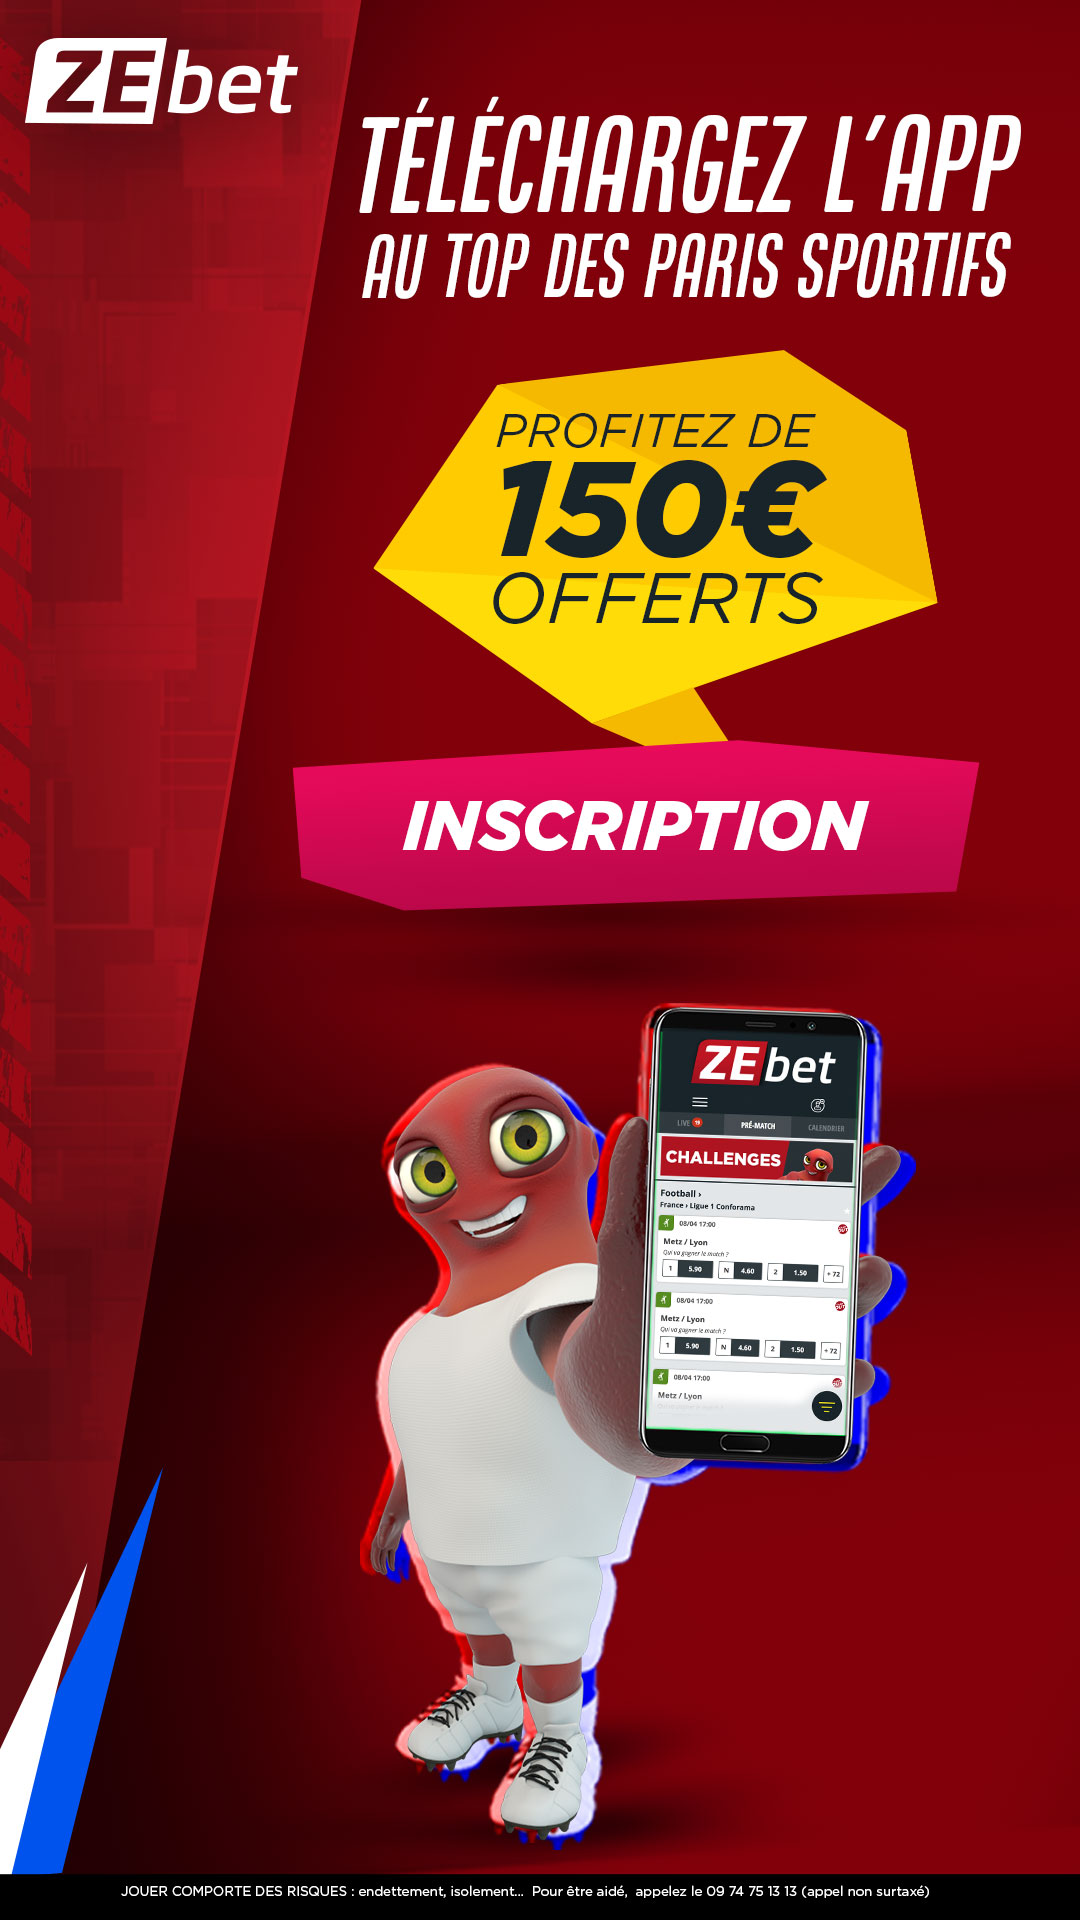 ZEbet
TÉLÉCHARGEZ L'APP
AU TOP DES PARIS SPORTIFS
PROFITEZ DE
150€
OFFERTS
INSCRIPTION
ZEbet
LIVE 19 PRÉ-MATCH CALENDRIER
CHALLENGES
Football ›
France › Ligue 1 Conforama
08/04 17:00
Metz / Lyon
Qui va gagner le match ?
1 5.90 N 4.60 2 1.50 + 72
08/04 17:00
Metz / Lyon
Qui va gagner le match ?
1 5.90 N 4.60 2 1.50 + 72
08/04 17:00
Metz / Lyon
JOUER COMPORTE DES RISQUES : endettement, isolement... Pour être aidé, appelez le 09 74 75 13 13 (appel non surtaxé)